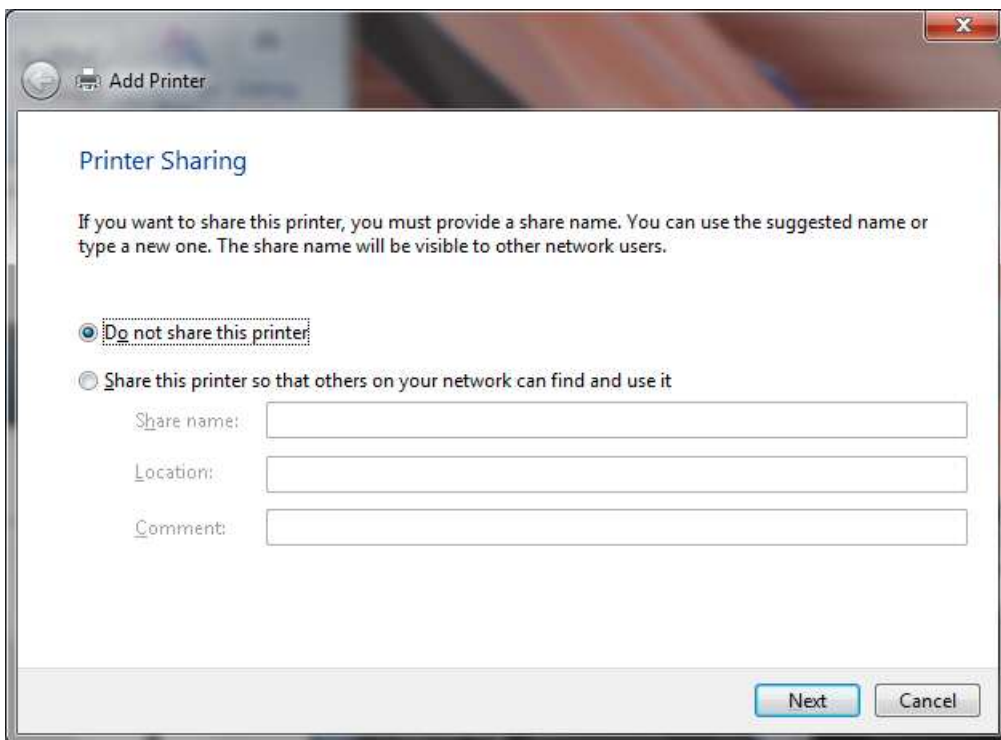 Add Printer
Printer Sharing
If you want to share this printer, you must provide a share name. You can use the suggested name or
type a new one. The share name will be visible to other network users.
Do not share this printer
Share this printer so that others on your network can find and use it
Share name:
Location:
Comment:
Next
Cancel